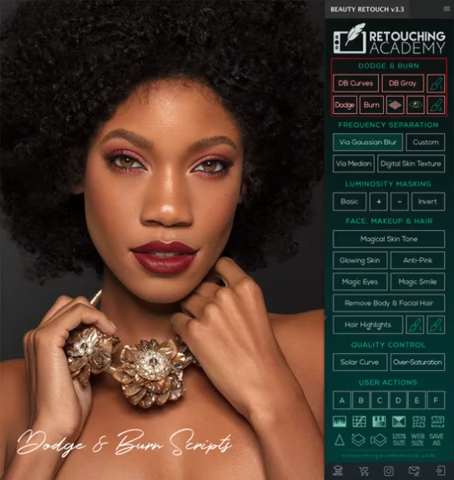 BEAUTY RETOUCH v3.3
RETOUCHING
ACADEMY
DODGE & BURN
DB Curves DB Gray
Dodge Burn
FREQUENCY SEPARATION
Via Gaussian Blur Custom
Via Median Digital Skin Texture
LUMINOSITY MASKING
Basic + - Invert
FACE, MAKEUP & HAIR
Magical Skin Tone
Glowing Skin Anti-Pink
Magic Eyes Magic Smile
Remove Body & Facial Hair
Hair Highlights
QUALITY CONTROL
Solar Curve Over-Saturation
USER ACTIONS
A B C D E F
120% SIZE WEB SIZE SAVE AS
Dodge & Burn Scripts